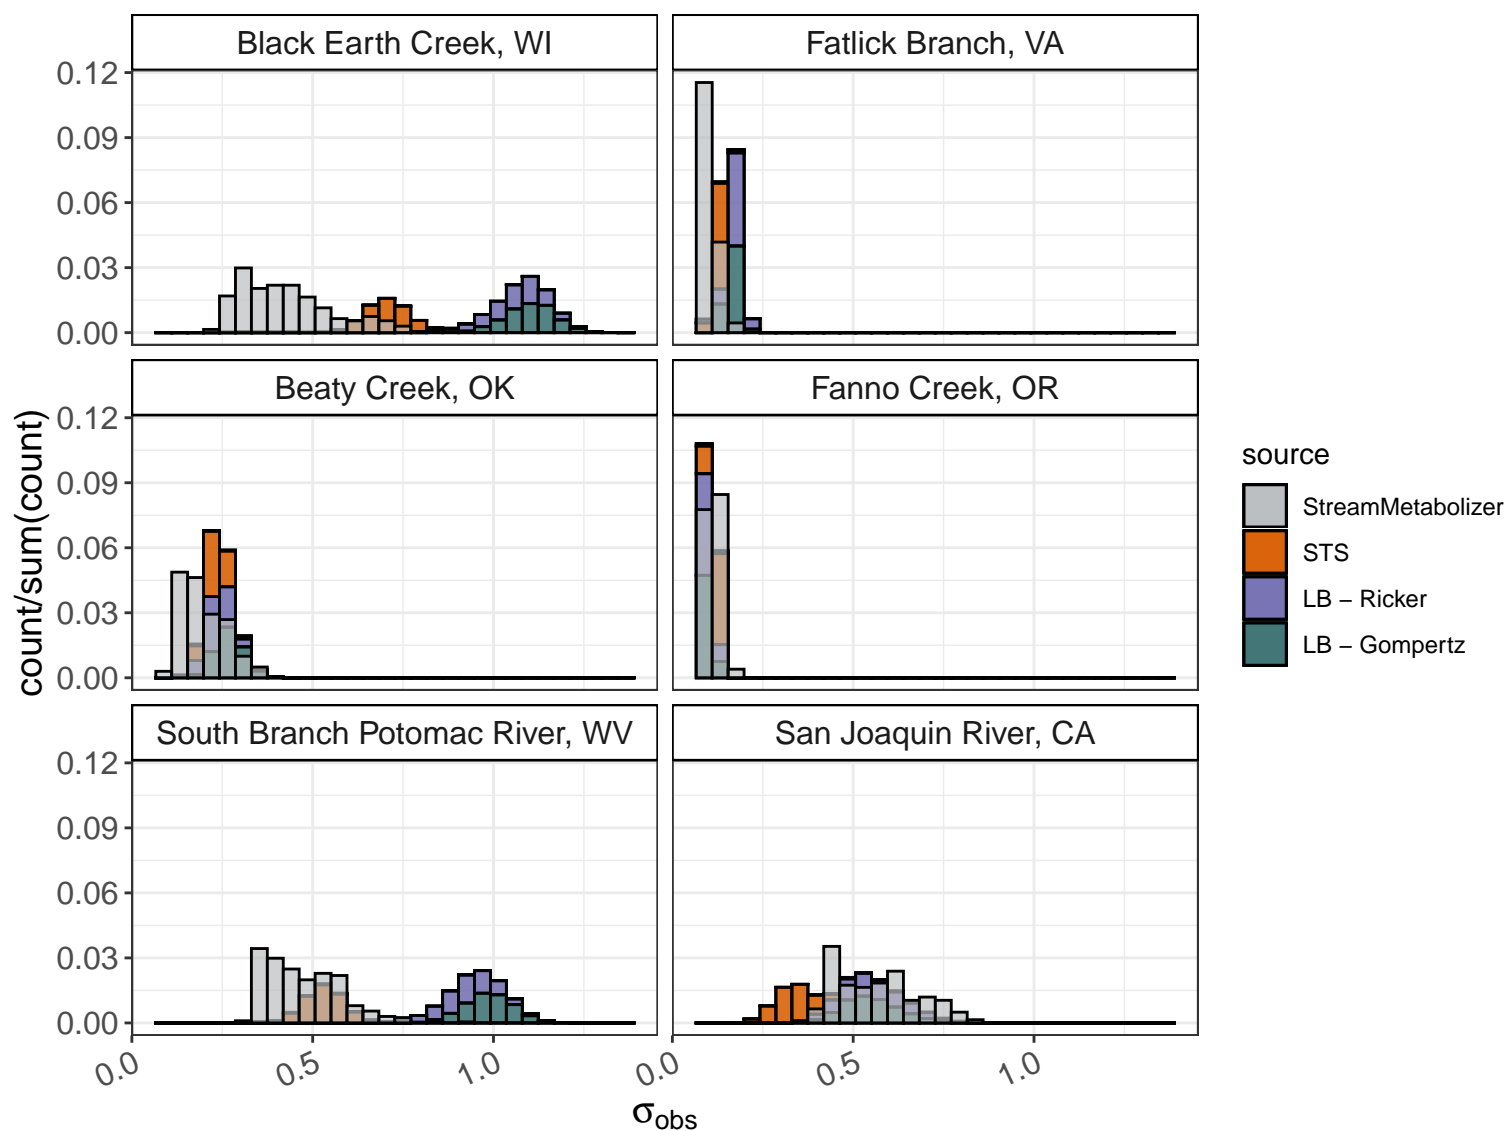 Black Earth Creek, WI
Fatlick Branch, VA
0.12
0.09
0.06
0.03
0.00
Beaty Creek, OK
Fanno Creek, OR
0.12
0.09
0.06
0.03
0.00
South Branch Potomac River, WV
San Joaquin River, CA
0.12
0.09
0.06
0.03
0.00
0.0 0.5 1.0
0.0 0.5 1.0
count/sum(count)
σobs
source
StreamMetabolizer
STS
LB − Ricker
LB − Gompertz